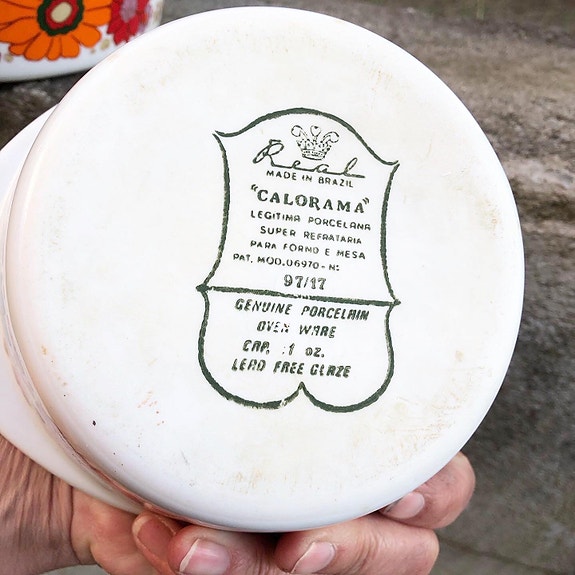 Real
MADE IN BRAZIL
"CALORAMA"
LEGITIMA PORCELANA
SUPER REFRATARIA
PARA FORNO E MESA
PAT. MOD.06970-N:
97/17
GENUINE PORCELAIN
OVEN WARE
CAP. :1 oz.
LEAD FREE GLAZE